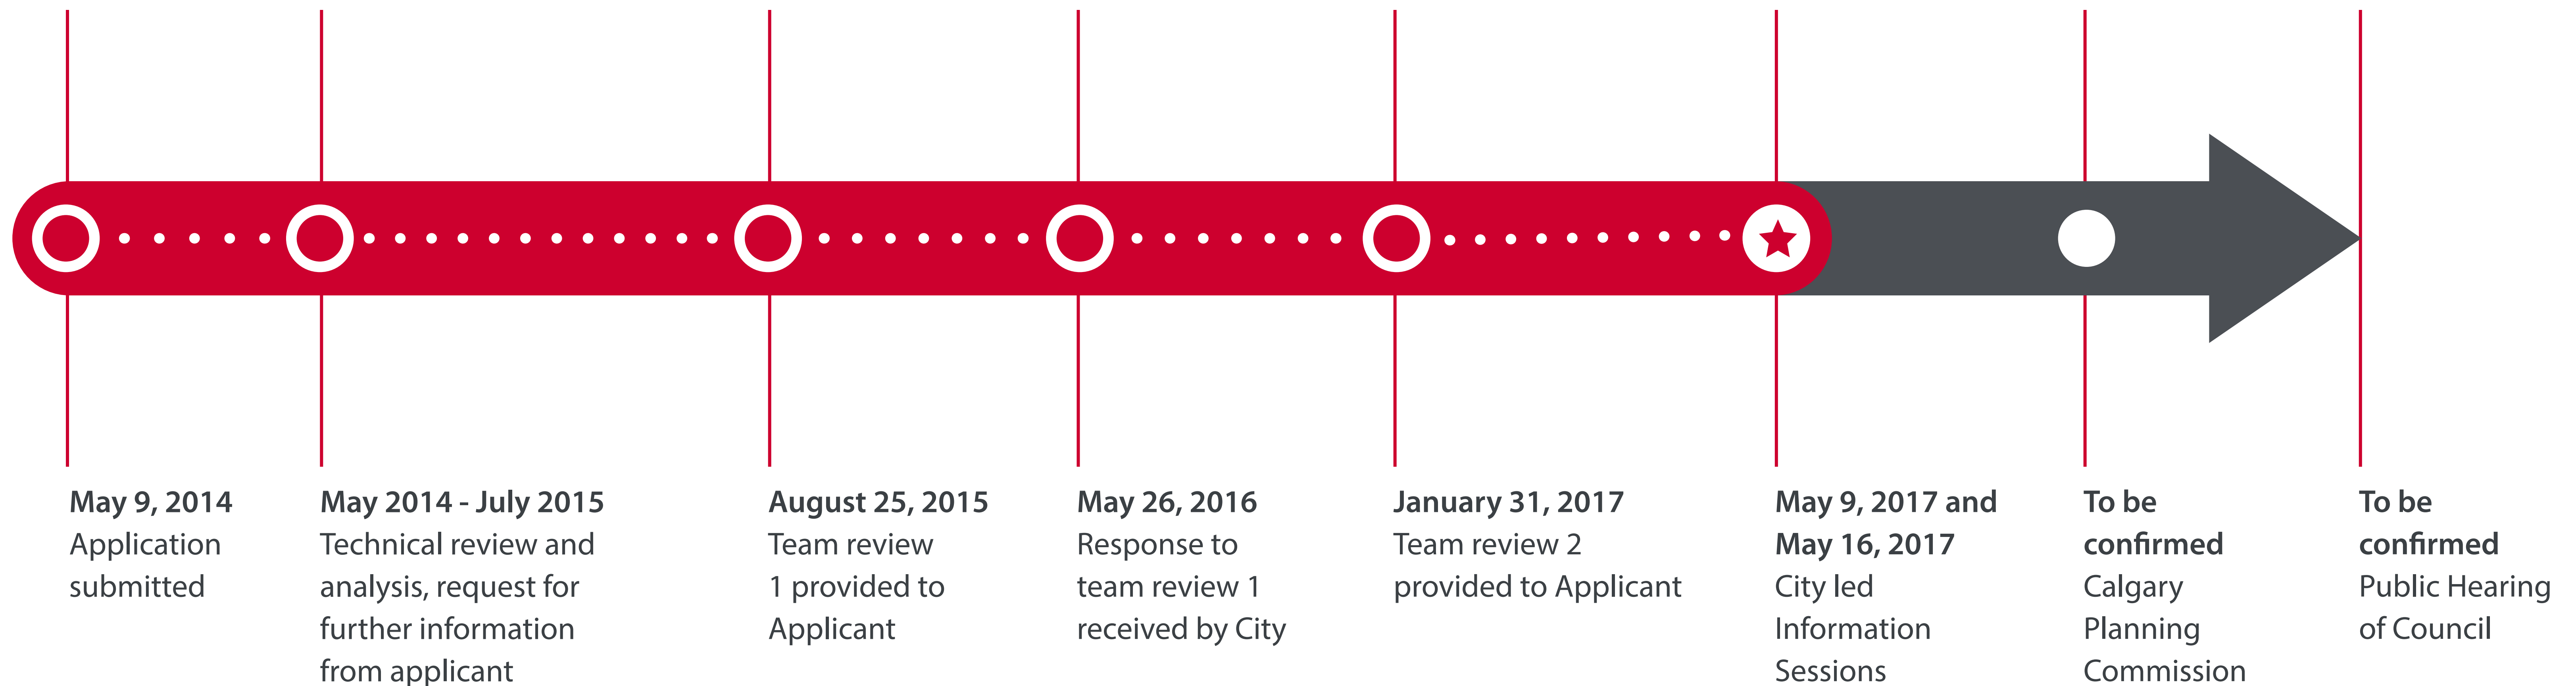 May 9, 2014
Application
submitted
May 2014 - July 2015
Technical review and
analysis, request for
further information
from applicant
August 25, 2015
Team review
1 provided to
Applicant
May 26, 2016
Response to
team review 1
received by City
January 31, 2017
Team review 2
provided to Applicant
May 9, 2017 and
May 16, 2017
City led
Information
Sessions
To be
confirmed
Calgary
Planning
Commission
To be
confirmed
Public Hearing
of Council